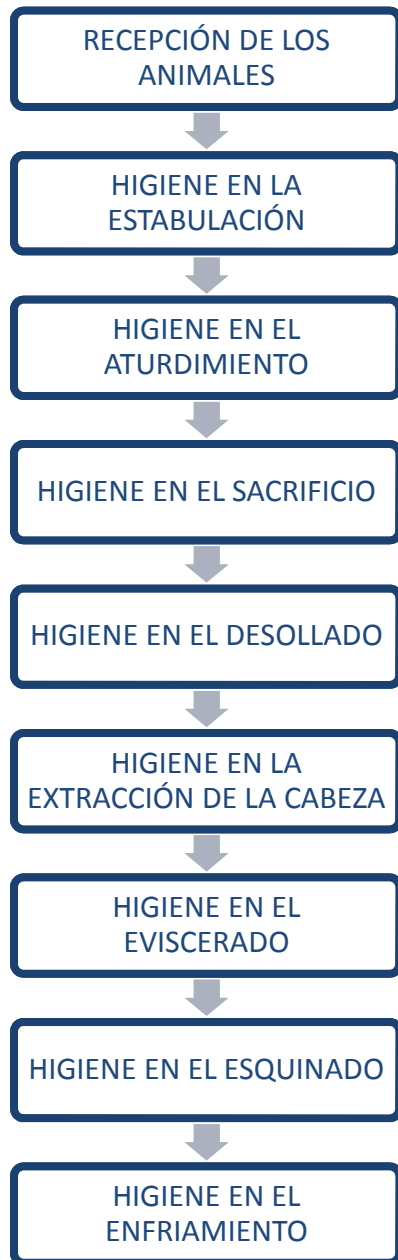 RECEPCIÓN DE LOS
ANIMALES
HIGIENE EN LA
ESTABULACIÓN
HIGIENE EN EL
ATURDIMIENTO
HIGIENE EN EL SACRIFICIO
HIGIENE EN EL DESOLLADO
HIGIENE EN LA
EXTRACCIÓN DE LA CABEZA
HIGIENE EN EL
EVISCERADO
HIGIENE EN EL ESQUINADO
HIGIENE EN EL
ENFRIAMIENTO